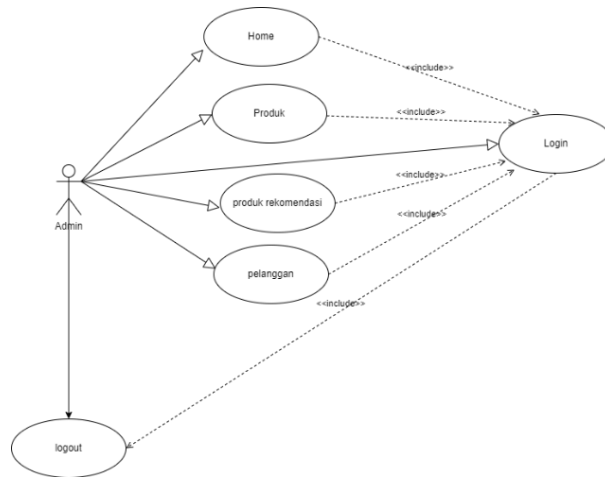 Home
<<include>>
Produk
<<include>>
Login
<<include>>
produk rekomendasi
<<include>>
Admin
pelanggan
<<include>>
logout